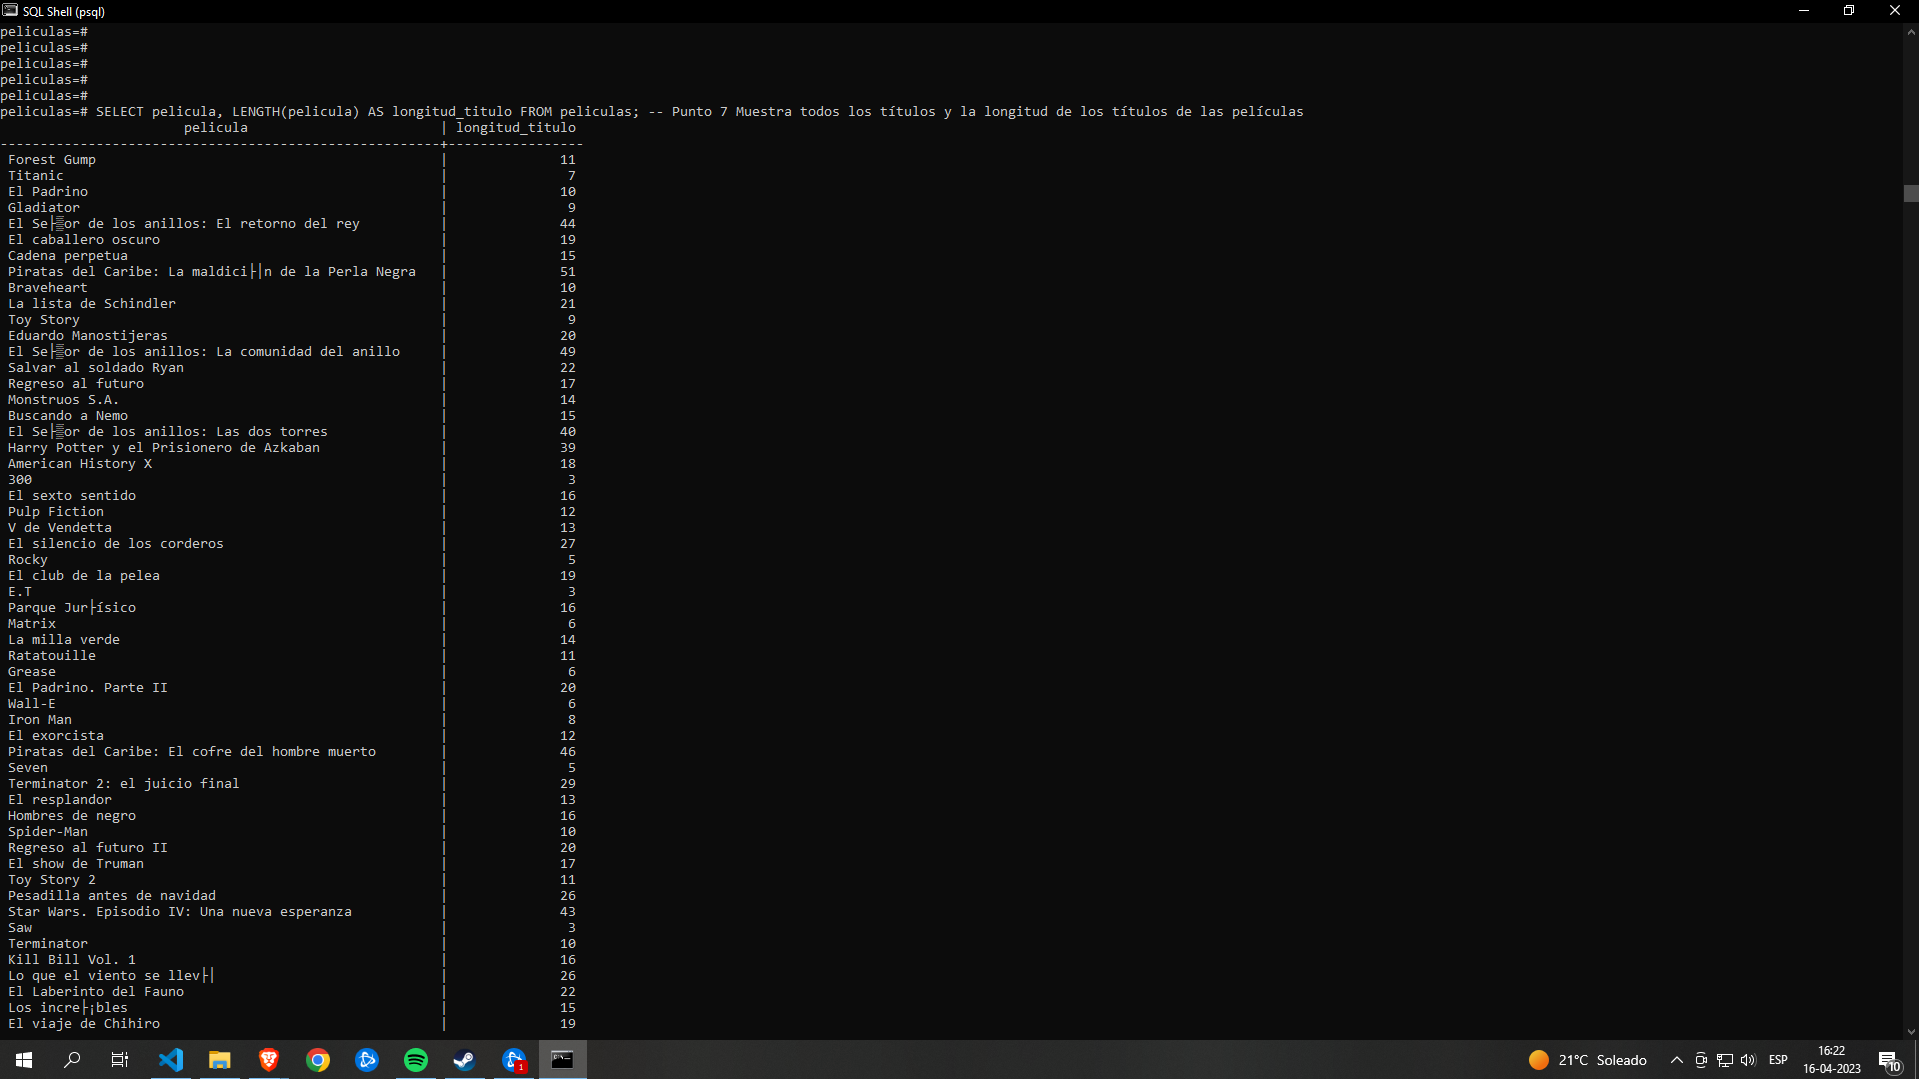 SQL Shell (psql)
peliculas=#
peliculas=#
peliculas=#
peliculas=#
peliculas=#
peliculas=# SELECT pelicula, LENGTH(pelicula) AS longitud_titulo FROM peliculas; -- Punto 7 Muestra todos los títulos y la longitud de los títulos de las películas
pelicula | longitud_titulo
-------------------------------------------------------+-----------------
Forest Gump | 11
Titanic | 7
El Padrino | 10
Gladiator | 9
El Se├▒or de los anillos: El retorno del rey | 44
El caballero oscuro | 19
Cadena perpetua | 15
Piratas del Caribe: La maldici├│n de la Perla Negra | 51
Braveheart | 10
La lista de Schindler | 21
Toy Story | 9
Eduardo Manostijeras | 20
El Se├▒or de los anillos: La comunidad del anillo | 49
Salvar al soldado Ryan | 22
Regreso al futuro | 17
Monstruos S.A. | 14
Buscando a Nemo | 15
El Se├▒or de los anillos: Las dos torres | 40
Harry Potter y el Prisionero de Azkaban | 39
American History X | 18
300 | 3
El sexto sentido | 16
Pulp Fiction | 12
V de Vendetta | 13
El silencio de los corderos | 27
Rocky | 5
El club de la pelea | 19
E.T | 3
Parque Jur├ísico | 16
Matrix | 6
La milla verde | 14
Ratatouille | 11
Grease | 6
El Padrino. Parte II | 20
Wall-E | 6
Iron Man | 8
El exorcista | 12
Piratas del Caribe: El cofre del hombre muerto | 46
Seven | 5
Terminator 2: el juicio final | 29
El resplandor | 13
Hombres de negro | 16
Spider-Man | 10
Regreso al futuro II | 20
El show de Truman | 17
Toy Story 2 | 11
Pesadilla antes de navidad | 26
Star Wars. Episodio IV: Una nueva esperanza | 43
Saw | 3
Terminator | 10
Kill Bill Vol. 1 | 16
Lo que el viento se llev├│ | 26
El Laberinto del Fauno | 22
Los incre├¡bles | 15
El viaje de Chihiro | 19
1
21°C Soleado
ESP
16:22
16-04-2023
10